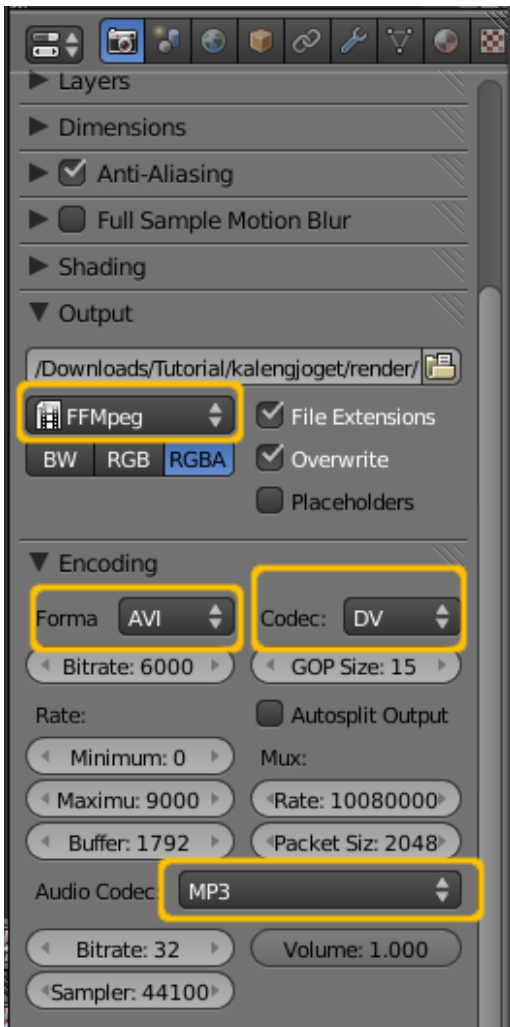 Layers
Dimensions
Anti-Aliasing
Full Sample Motion Blur
Shading
Output
/Downloads/Tutorial/kalengjoget/render/
FFMpeg File Extensions
BW RGB RGBA Overwrite
Placeholders
Encoding
Forma AVI Codec: DV
Bitrate: 6000 GOP Size: 15
Rate: Autosplit Output
Minimum: 0 Mux:
Maximu: 9000 Rate: 10080000
Buffer: 1792 Packet Siz: 2048
Audio Codec MP3
Bitrate: 32 Volume: 1.000
Sampler: 44100